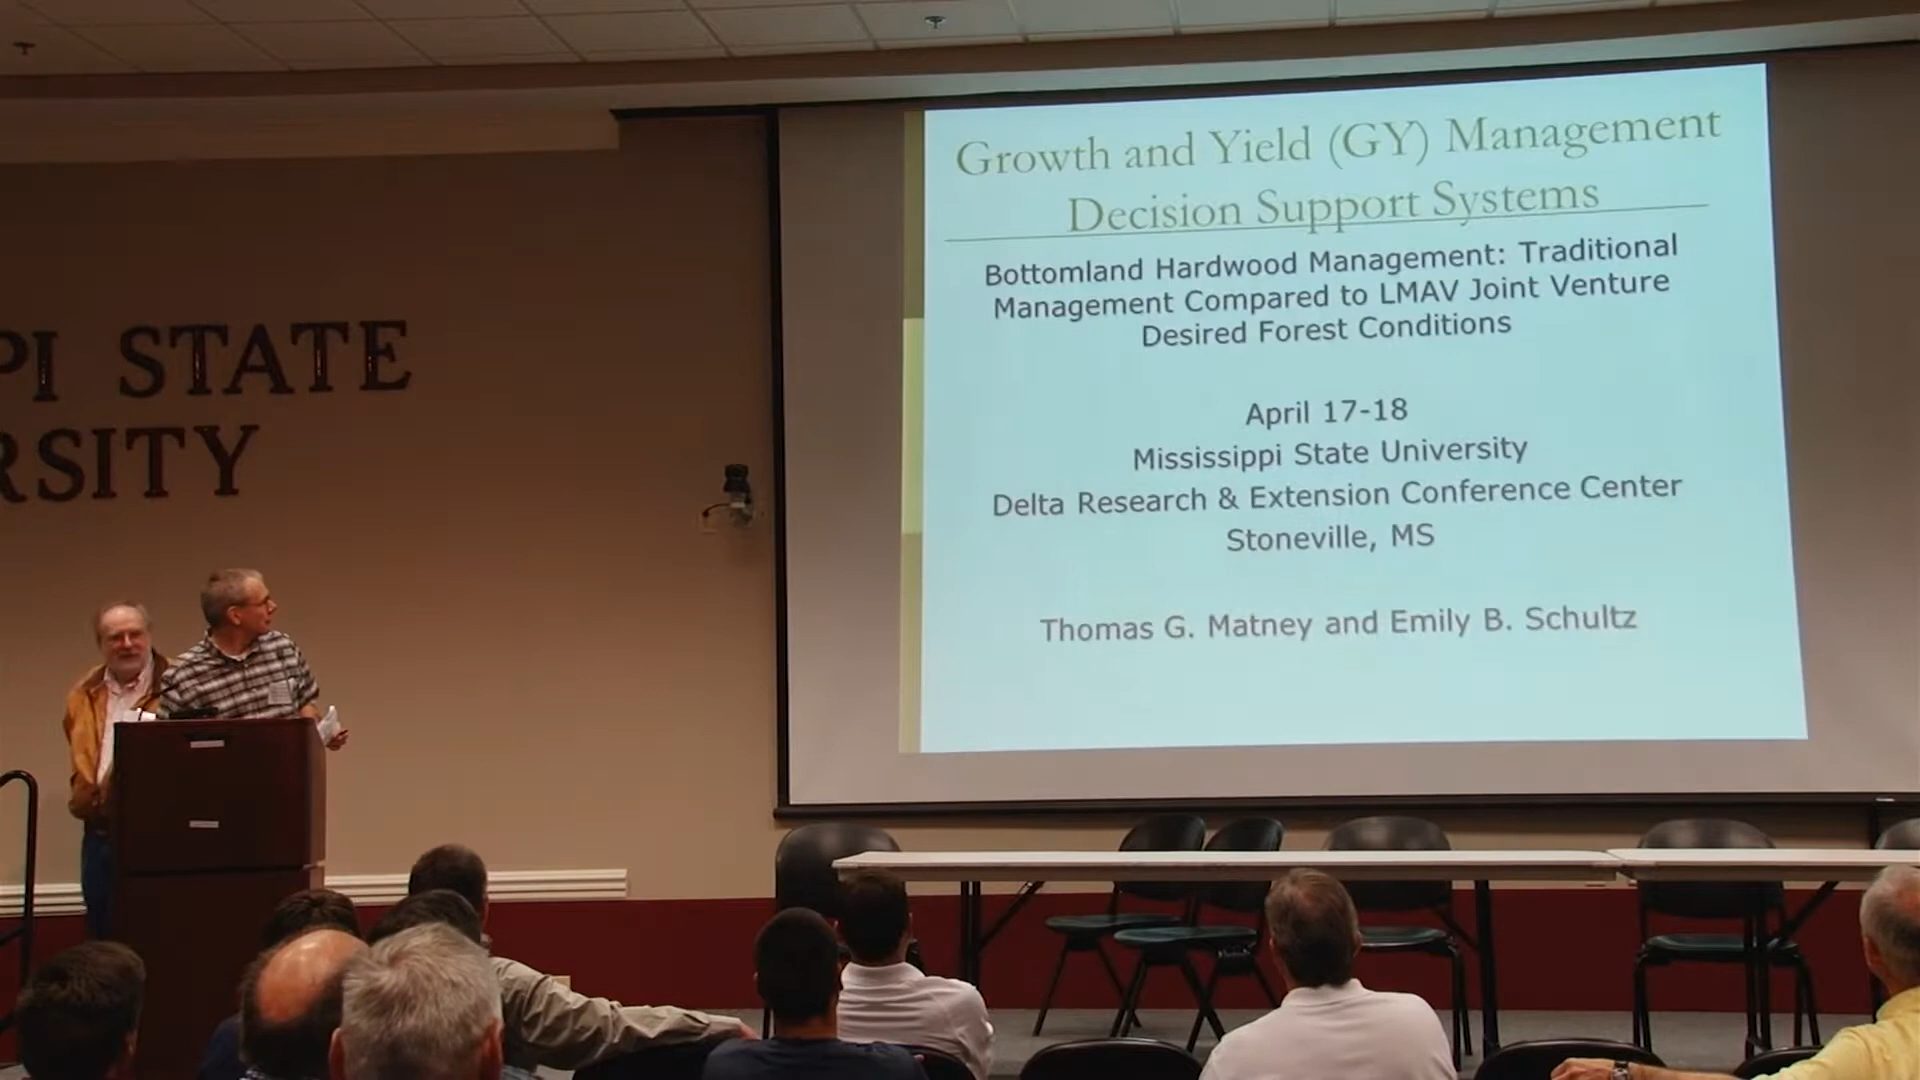 PI STATE
RSITY
Growth and Yield (GY) Management
Decision Support Systems
Bottomland Hardwood Management: Traditional
Management Compared to LMAV Joint Venture
Desired Forest Conditions
April 17-18
Mississippi State University
Delta Research & Extension Conference Center
Stoneville, MS
Thomas G. Matney and Emily B. Schultz